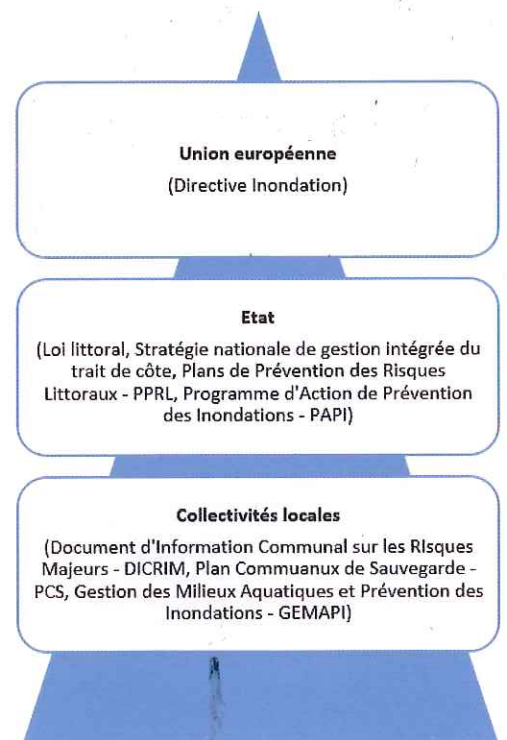 Union européenne
(Directive Inondation)
Etat
(Loi littoral, Stratégie nationale de gestion intégrée du
trait de côte, Plans de Prévention des Risques
Littoraux - PPRL, Programme d'Action de Prévention
des Inondations - PAPI)
Collectivités locales
(Document d'Information Communal sur les RIsques
Majeurs - DICRIM, Plan Commuanux de Sauvegarde -
PCS, Gestion des Milieux Aquatiques et Prévention des
Inondations - GEMAPI)